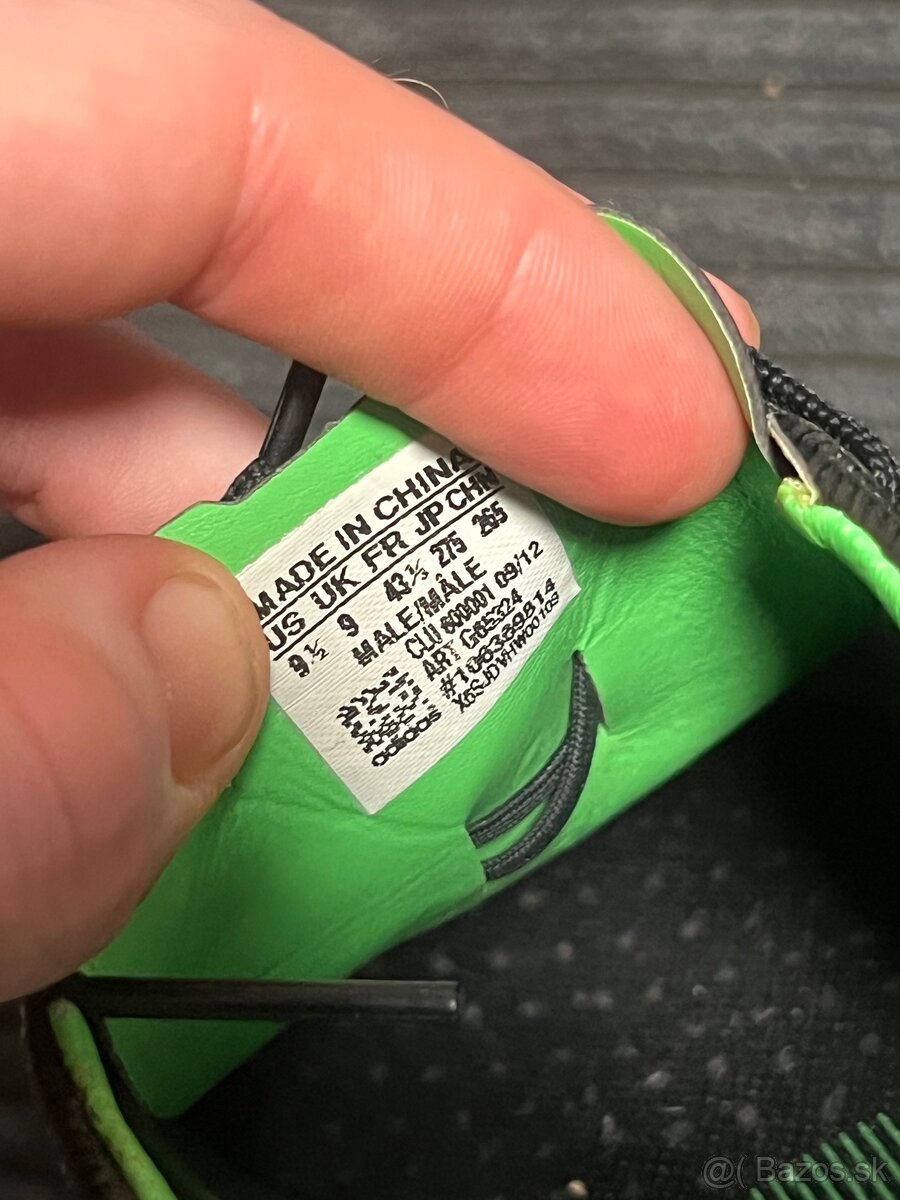 MADE IN CHINA
US UK FR JP CHN
9½ 9 43⅓ 275 265
MALE/MÂLE
CLU 600001 09/12
ART G65324
adidas
@( Bazos.sk